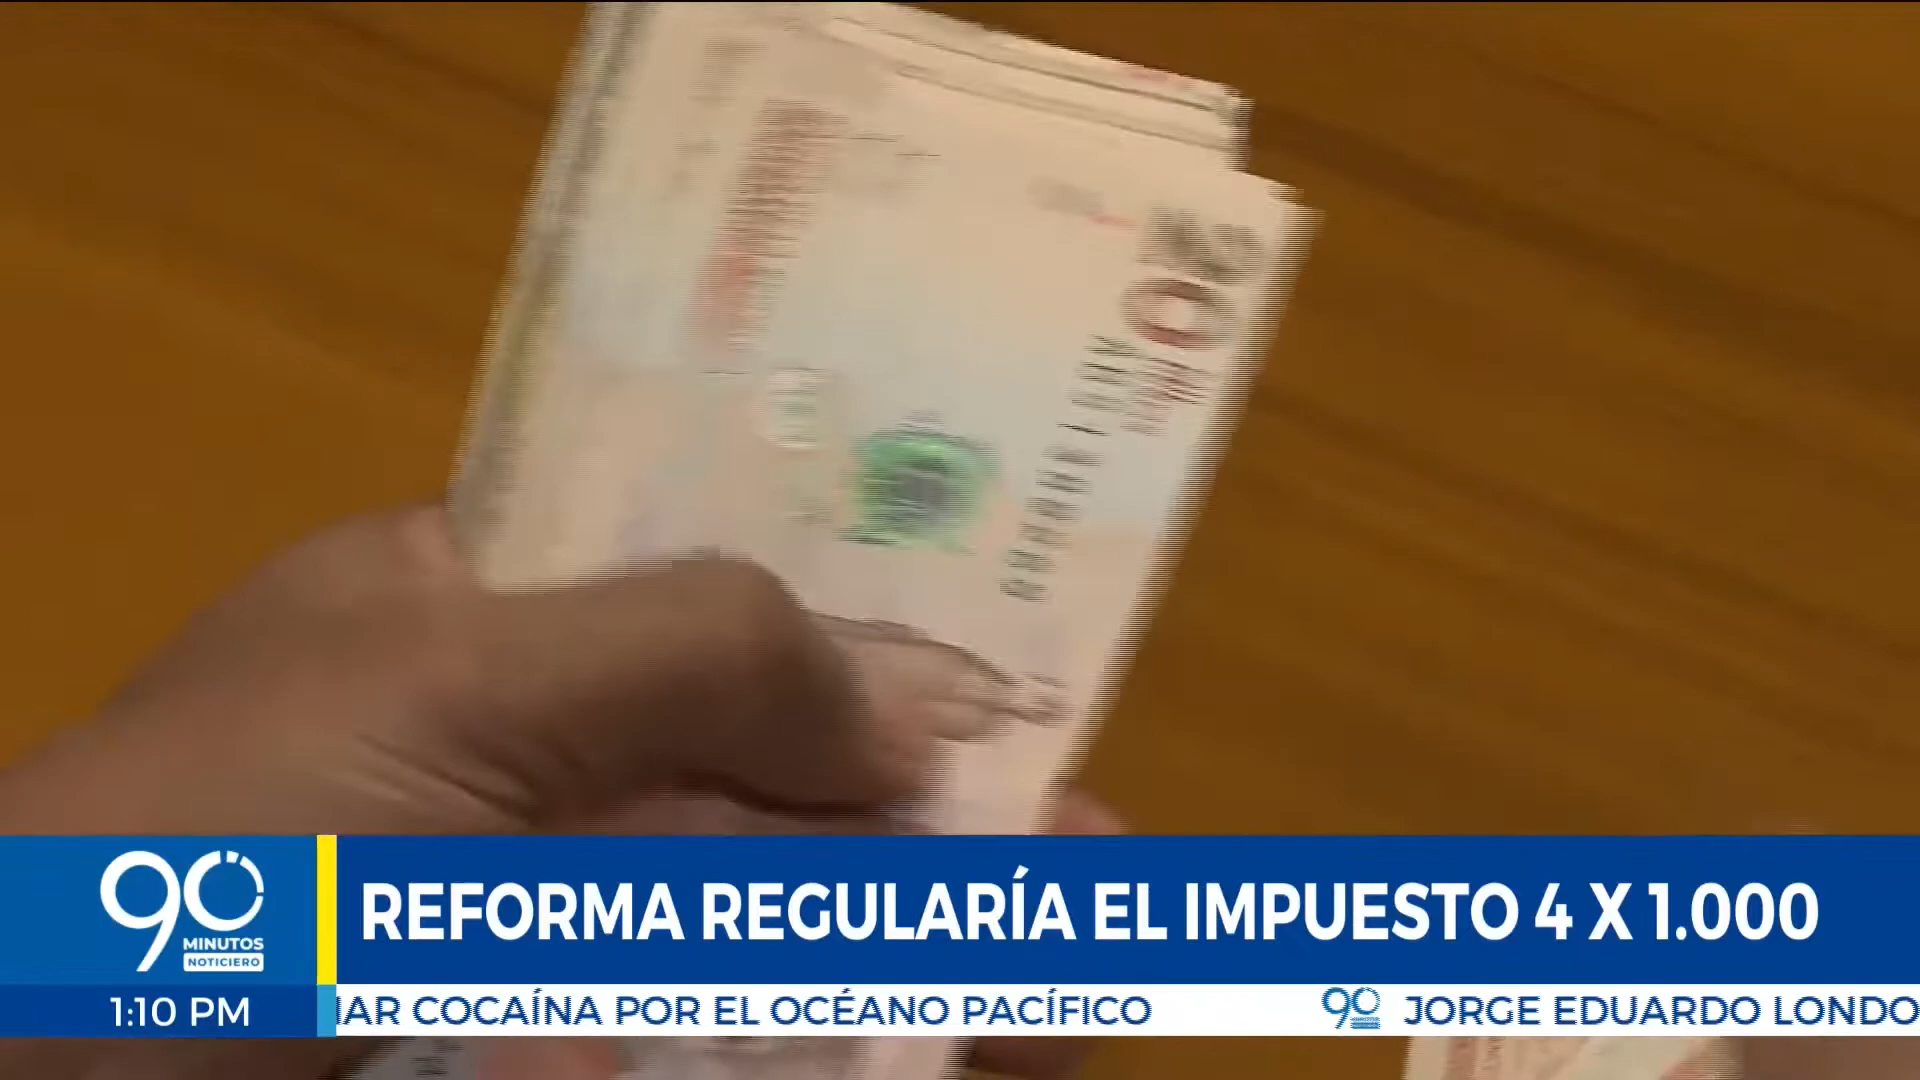 90
MINUTOS
NOTICIERO
REFORMA REGULARÍA EL IMPUESTO 4 X 1.000
1:10 PM
COCAÍNA POR EL OCÉANO PACÍFICO
90
JORGE EDUARDO LONDO